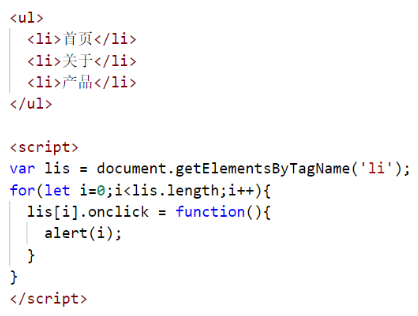 <ul>
<li>首页</li>
<li>关于</li>
<li>产品</li>
</ul>
<script>
var lis = document.getElementsByTagName('li');
for(let i=0;i<lis.length;i++){
lis[i].onclick = function(){
alert(i);
}
}
</script>